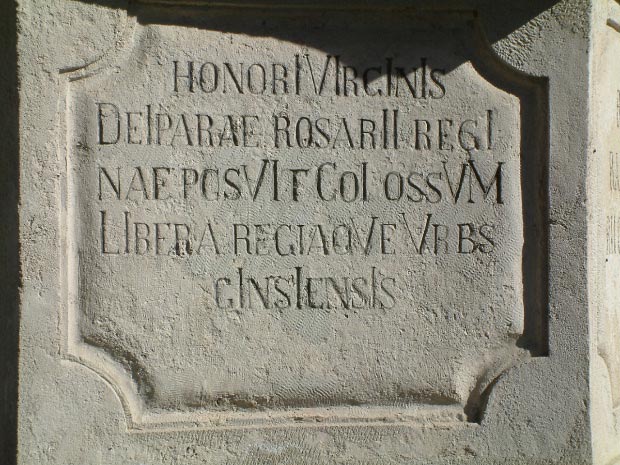 HONORI VIRGINIS
DEIPARAE ROSARII REGI
NAE POSVIT COLOSSVM
LIBERA REGIAQVE VRBS
GINSIENSIS